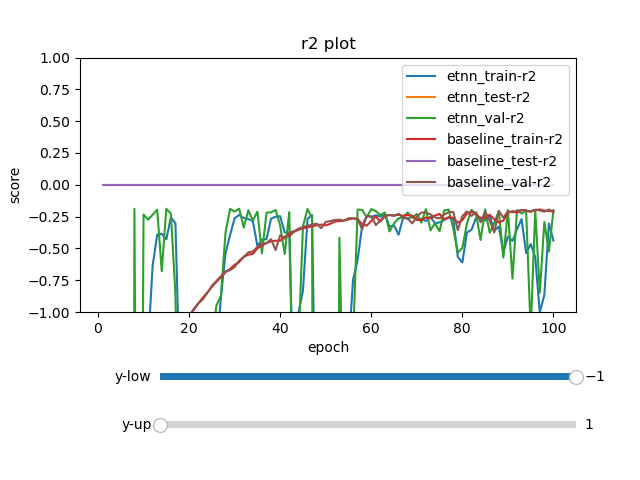 r2 plot
1.00
0.75
0.50
0.25
0.00
−0.25
−0.50
−0.75
−1.00
score
etnn_train-r2
etnn_test-r2
etnn_val-r2
baseline_train-r2
baseline_test-r2
baseline_val-r2
0 20 40 60 80 100
epoch
y-low −1
y-up 1